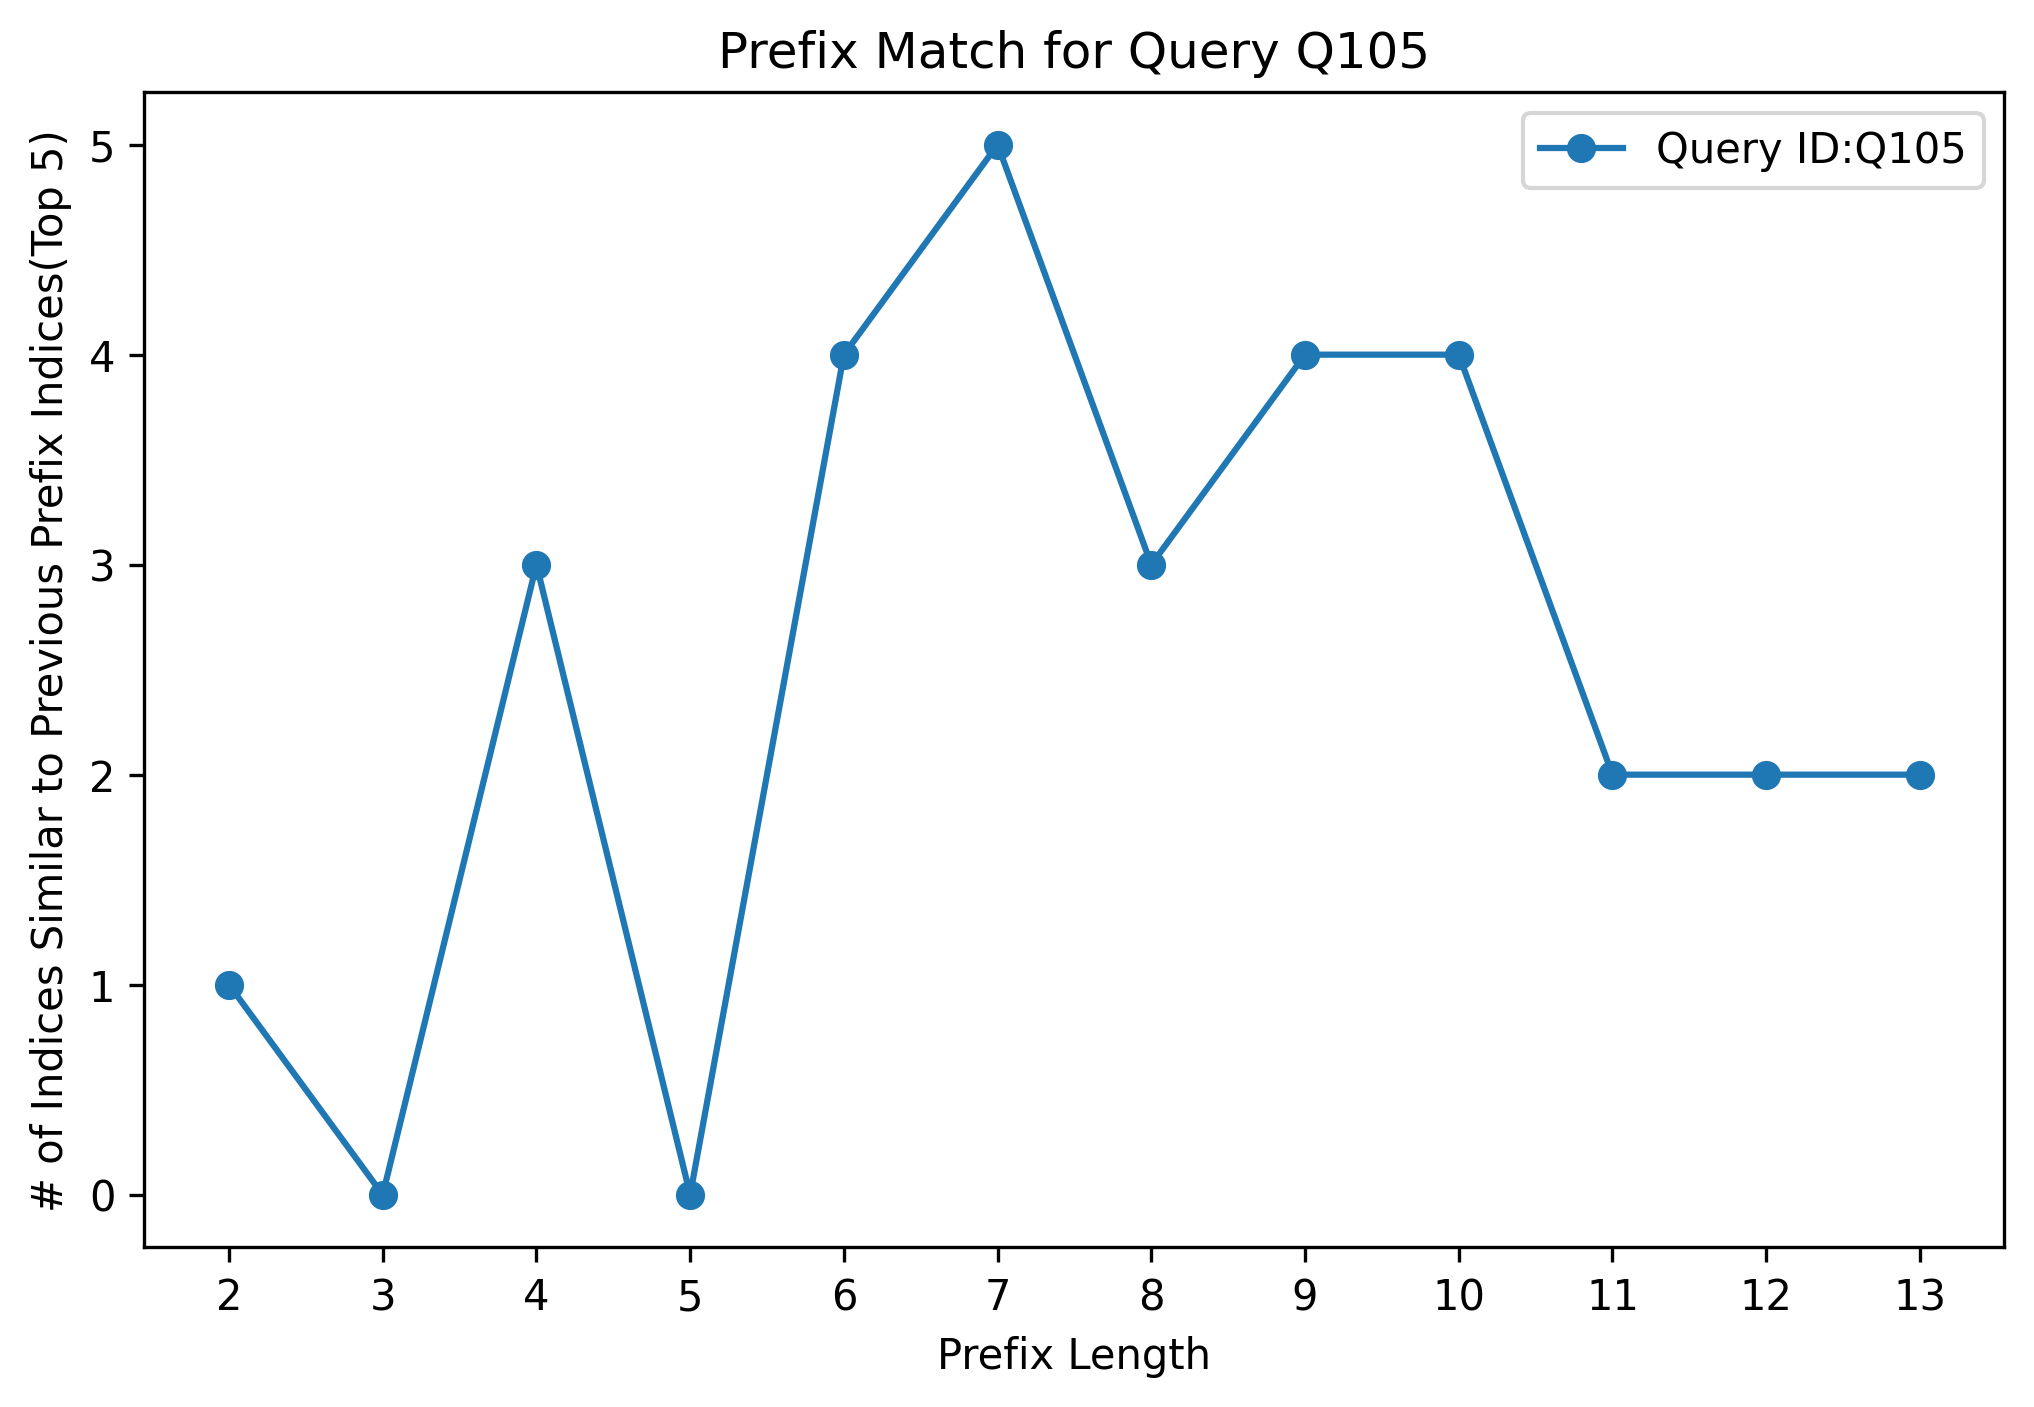 Prefix Match for Query Q105
Query ID:Q105
# of Indices Similar to Previous Prefix Indices(Top 5)
5
4
3
2
1
0
2 3 4 5 6 7 8 9 10 11 12 13
Prefix Length